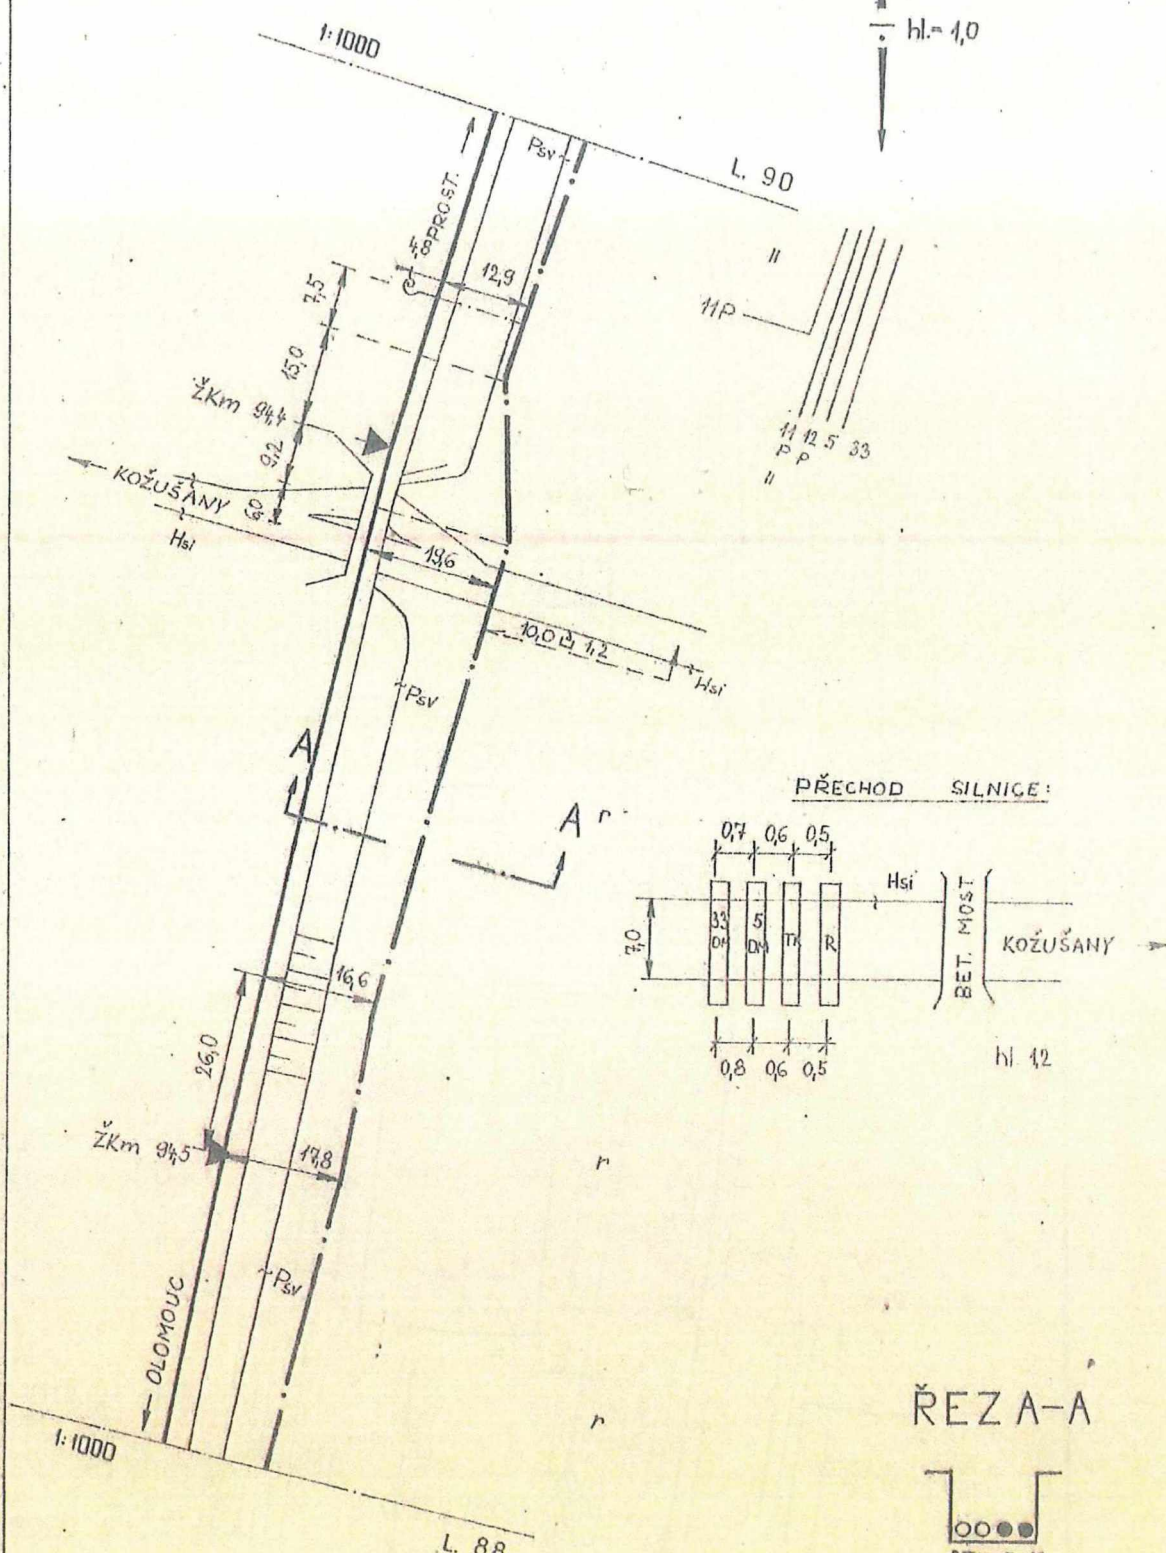 hl.= 1,0
1:1000
Psv
L. 90
PROST.
4,8
12,9
7,5
11P
15,0
ŽKm 94,4
11 12 5 33
P P
9,2
KOŽUŠANY
6,0
Hsi
19,6
10,0 1,2
Hsi
Psv
A
A
PŘECHOD SILNICE:
0,7 0,6 0,5
Hsi
33
5
DM
TK
R
7,0
BET. MOST
KOŽUŠANY
16,6
26,0
0,8 0,6 0,5
hl. 1,2
ŽKm 94,5
17,8
Psv
OLOMOUC
ŘEZ A-A
1:1000
L. 88